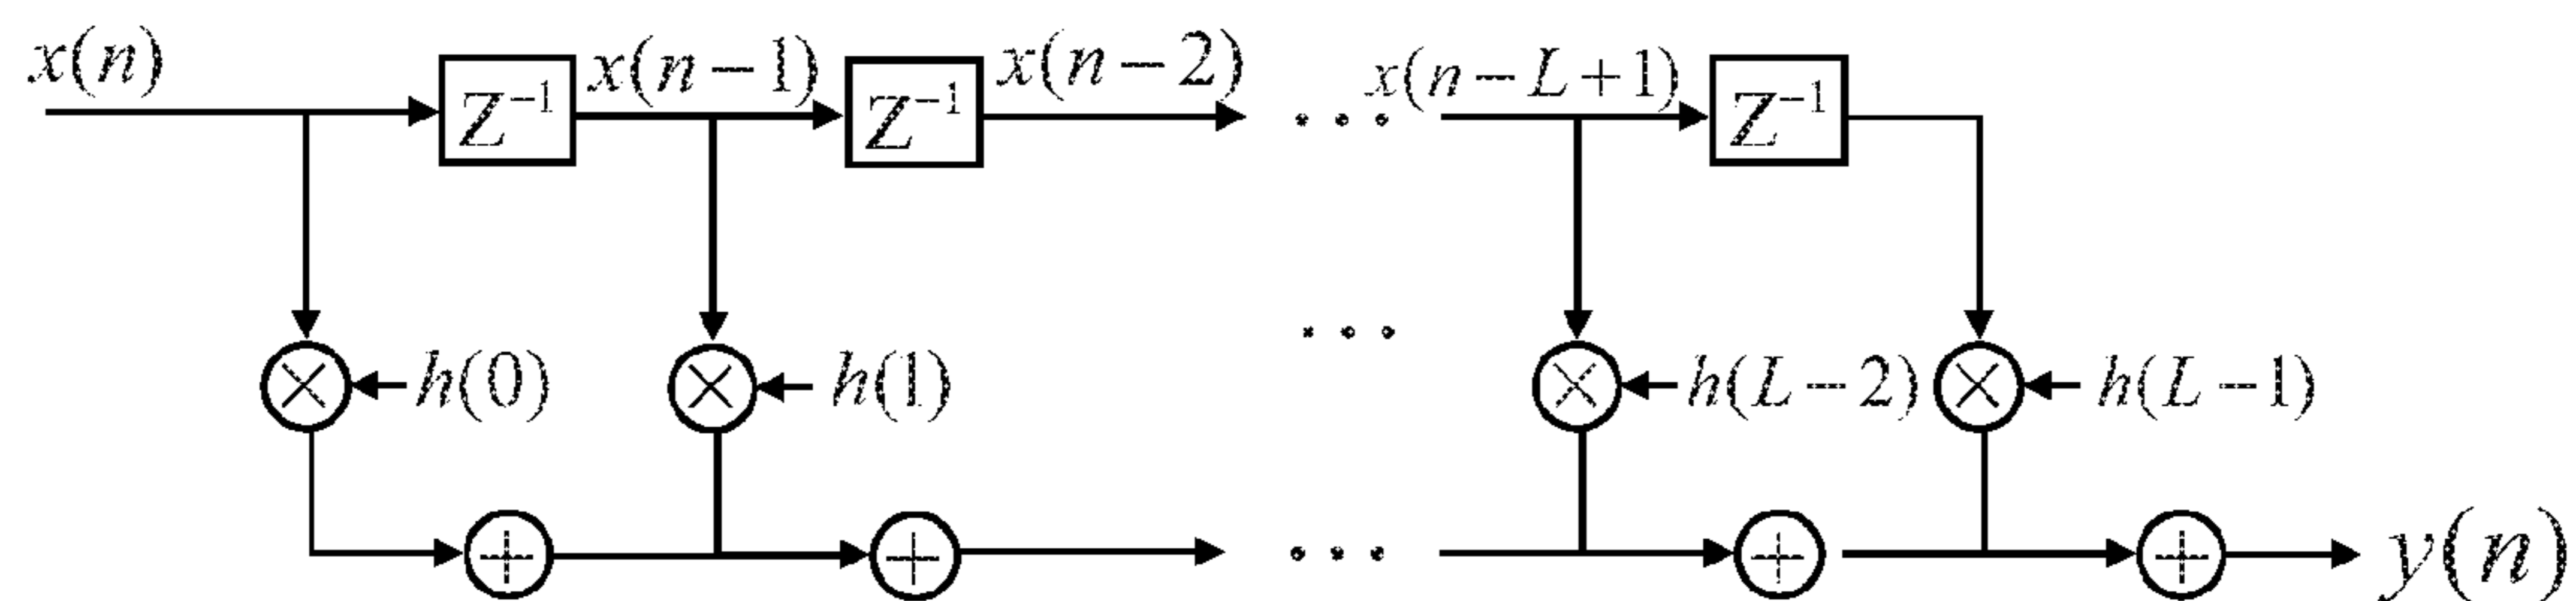 x(n)
Z⁻¹
x(n−1)
Z⁻¹
x(n−2)
...
x(n−L+1)
Z⁻¹
...
× h(0)
× h(1)
× h(L−2)
× h(L−1)
+
+
...
+
+
y(n)